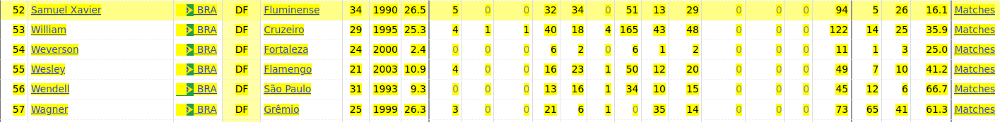 52 Samuel Xavier BRA DF Fluminense 34 1990 26.5 5 0 0 32 34 0 51 13 29 0 0 0 94 5 26 16.1 Matches
53 William BRA DF Cruzeiro 29 1995 25.3 4 1 1 40 18 4 165 43 48 0 0 0 122 14 25 35.9 Matches
54 Weverson BRA DF Fortaleza 24 2000 2.4 0 0 0 6 2 0 6 1 2 0 0 0 11 1 3 25.0 Matches
55 Wesley BRA DF Flamengo 21 2003 10.9 4 0 0 16 23 1 50 12 20 0 0 0 49 7 10 41.2 Matches
56 Wendell BRA DF São Paulo 31 1993 9.3 0 0 0 13 16 1 34 10 15 0 0 0 45 12 6 66.7 Matches
57 Wagner BRA DF Grêmio 25 1999 26.3 3 0 0 21 6 1 0 35 14 0 0 0 73 65 41 61.3 Matches